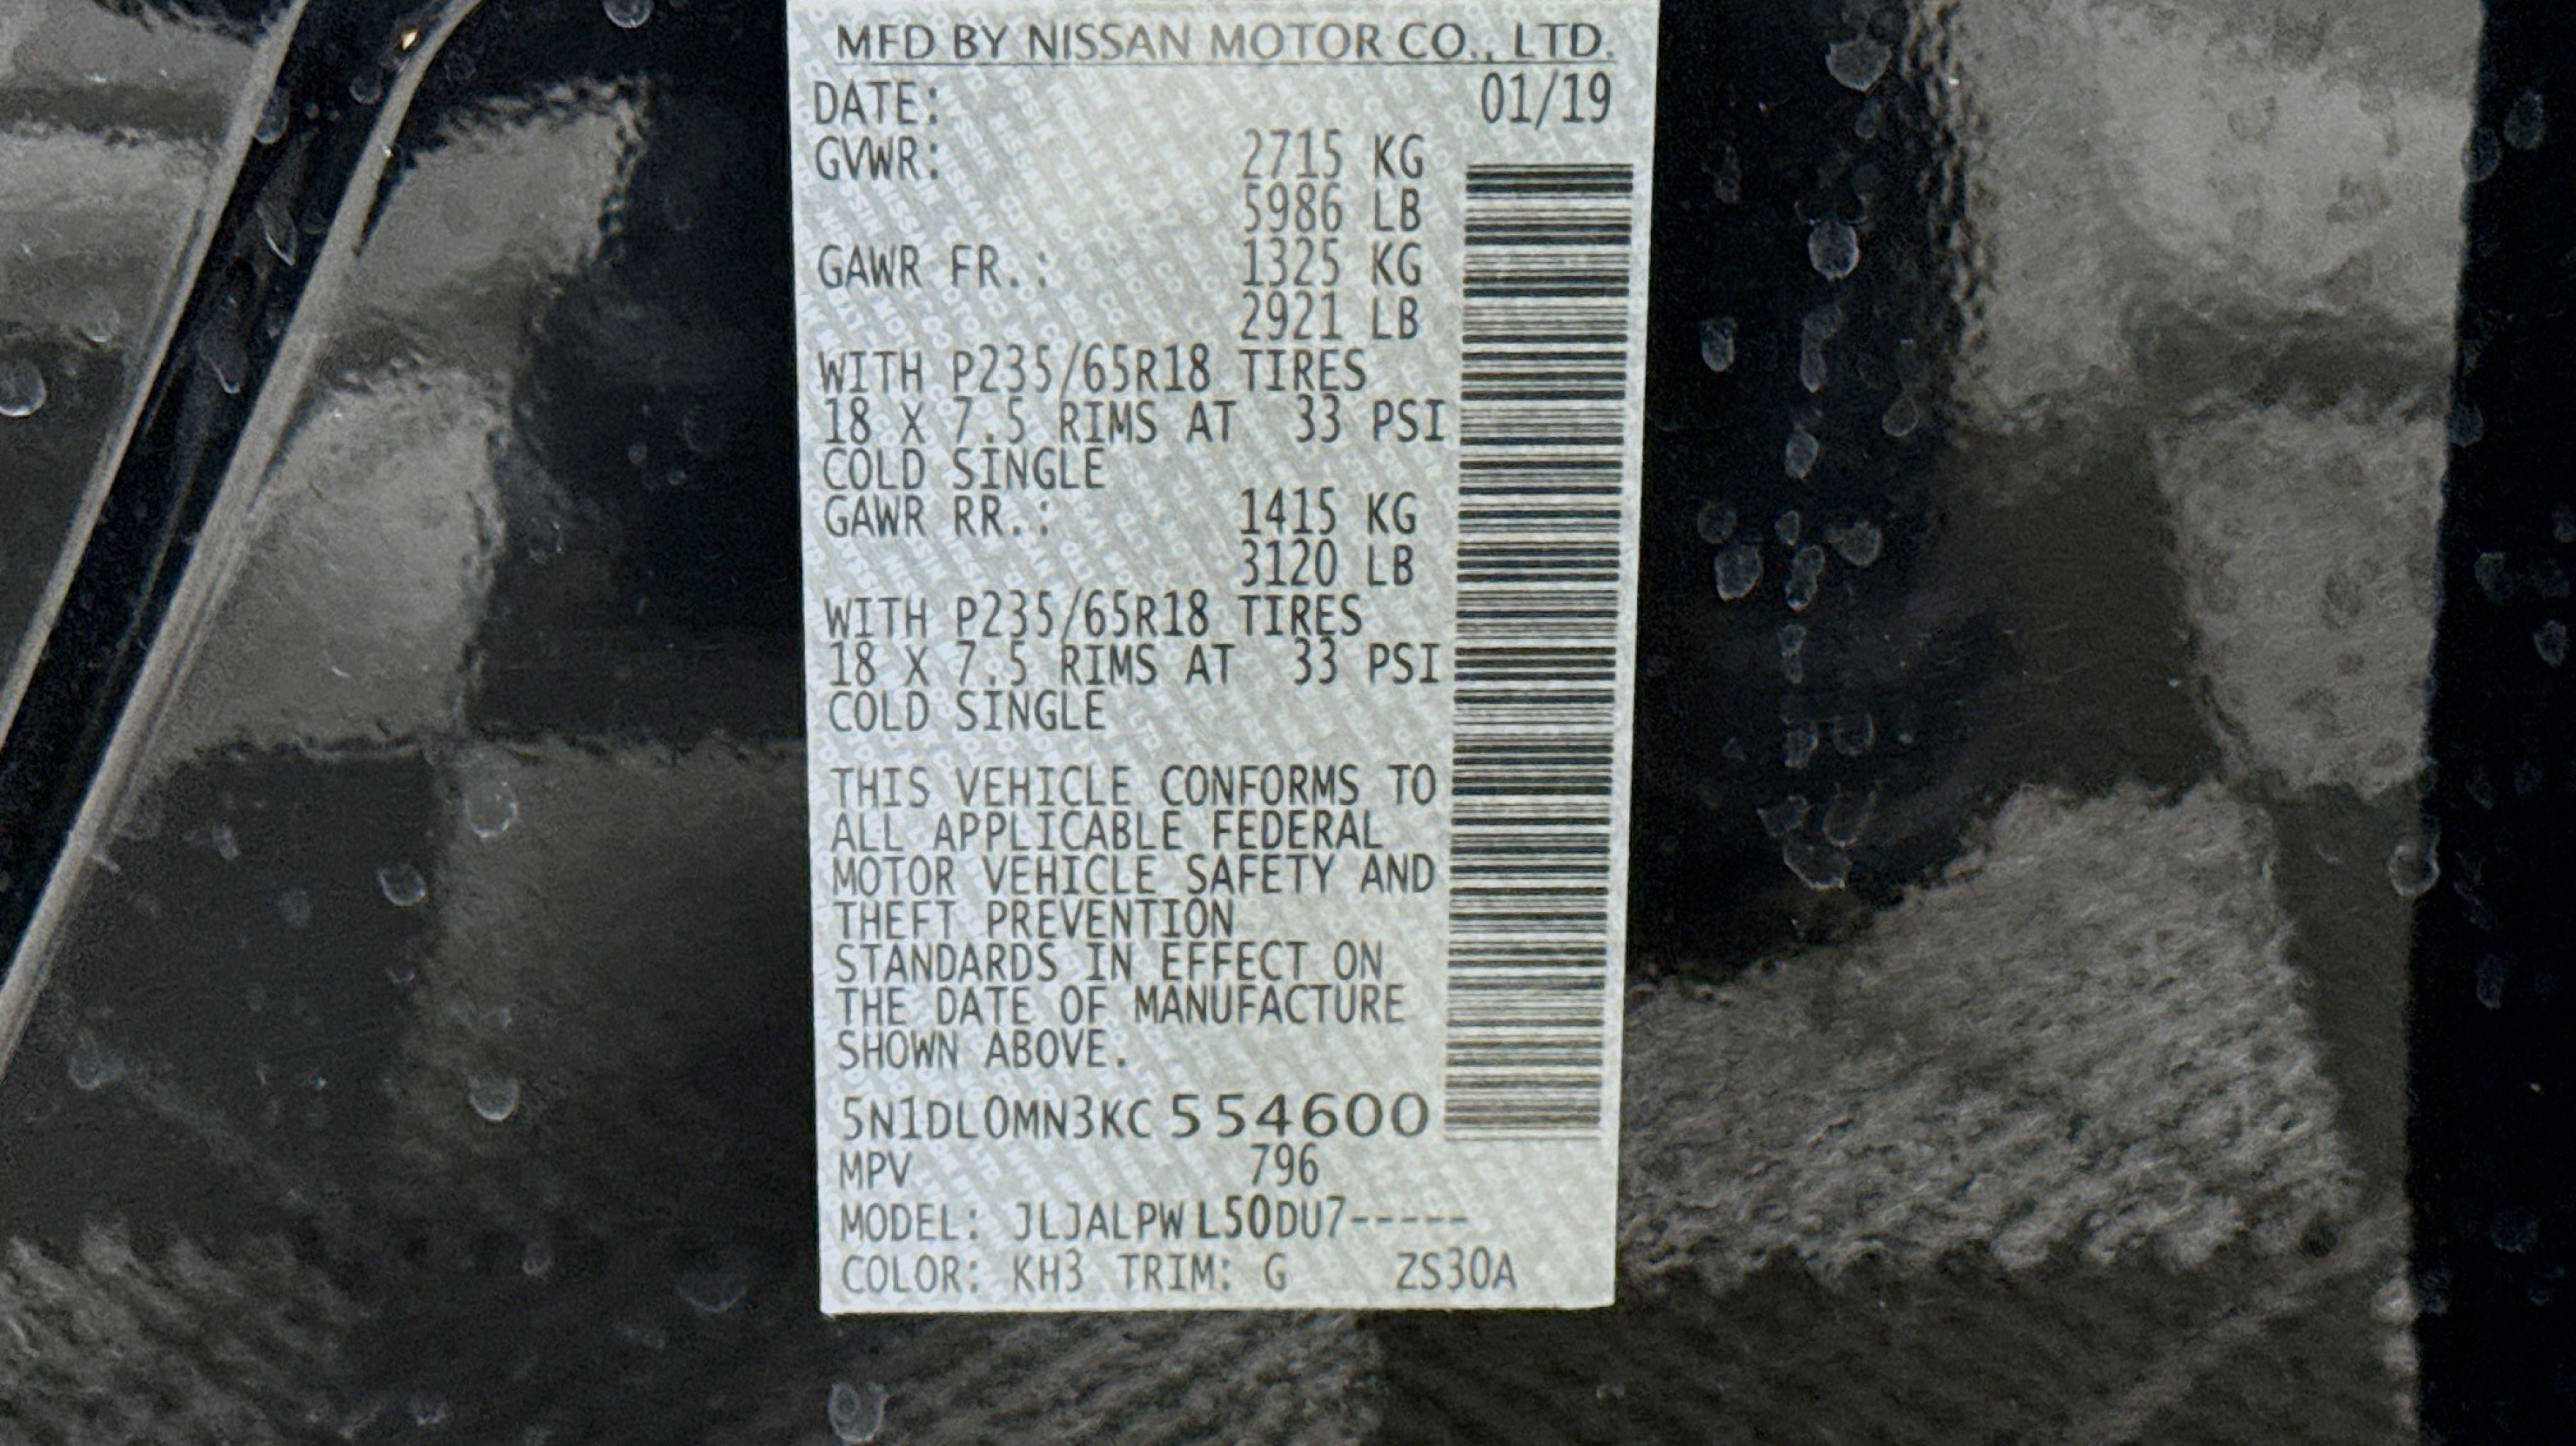 MFD BY NISSAN MOTOR CO., LTD.
DATE: 01/19
GVWR: 2715 KG
5986 LB
GAWR FR.: 1325 KG
2921 LB
WITH P235/65R18 TIRES
18 X 7.5 RIMS AT 33 PSI
COLD SINGLE
GAWR RR.: 1415 KG
3120 LB
WITH P235/65R18 TIRES
18 X 7.5 RIMS AT 33 PSI
COLD SINGLE
THIS VEHICLE CONFORMS TO
ALL APPLICABLE FEDERAL
MOTOR VEHICLE SAFETY AND
THEFT PREVENTION
STANDARDS IN EFFECT ON
THE DATE OF MANUFACTURE
SHOWN ABOVE.
5N1DL0MN3KC554600
MPV 796
MODEL: JLJALPWL50DU7-----
COLOR: KH3 TRIM: G ZS30A